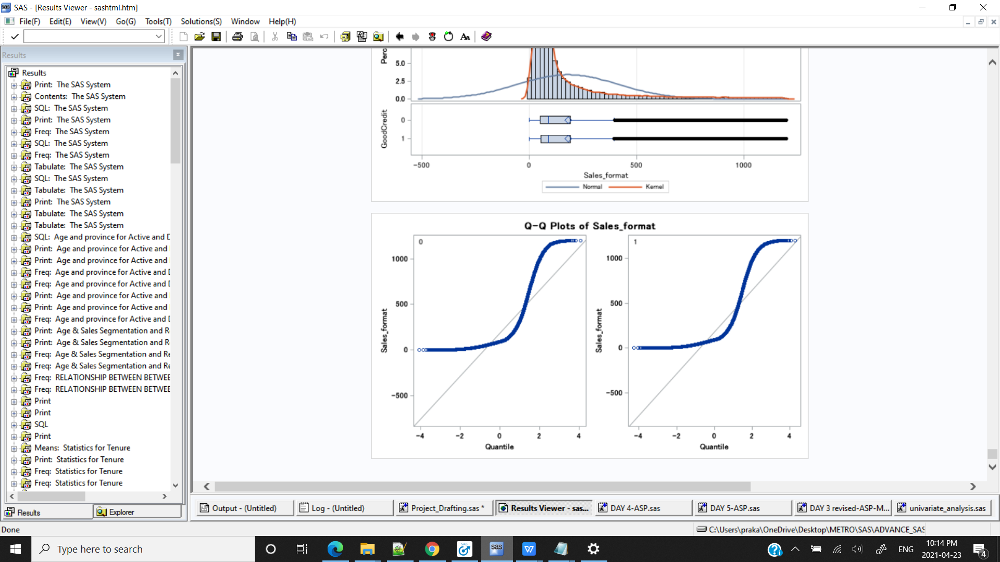 SAS - [Results Viewer - sashtml.htm]
File(F) Edit(E) View(V) Go(G) Tools(T) Solutions(S) Window Help(H)
Results
Results
Print: The SAS System
Contents: The SAS System
SQL: The SAS System
Print: The SAS System
Freq: The SAS System
SQL: The SAS System
Freq: The SAS System
Tabulate: The SAS System
SQL: The SAS System
Tabulate: The SAS System
Print: The SAS System
Tabulate: The SAS System
Tabulate: The SAS System
SQL: Age and province for Active and D
Print: Age and province for Active and
Print: Age and province for Active and
Freq: Age and province for Active and D
Freq: Age and province for Active and D
Print: Age and province for Active and
Print: Age and province for Active and
Freq: Age and province for Active and D
Print: Age & Sales Segmentation and R
Print: Age & Sales Segmentation and R
Freq: Age & Sales Segmentation and Re
Freq: Age & Sales Segmentation and Re
Freq: RELATIONSHIP BETWEEN BETWEE
Freq: RELATIONSHIP BETWEEN BETWEE
Print
Print
SQL
Print
Means: Statistics for Tenure
Print: Statistics for Tenure
Freq: Statistics for Tenure
Freq: Statistics for Tenure
Results
Explorer
Perc
5.0
2.5
0.0
GoodCredit
0
1
-500 0 500 1000
Sales_format
Normal Kernel
Q-Q Plots of Sales_format
0
Sales_format
1000
500
0
-500
-4 -2 0 2 4
Quantile
1
Sales_format
1000
500
0
-500
-4 -2 0 2 4
Quantile
Output - (Untitled)
Log - (Untitled)
Project_Drafting.sas *
Results Viewer - sas...
DAY 4-ASP.sas
DAY 5-ASP.sas
DAY 3 revised-ASP-M...
univariate_analysis.sas
Done
C:\Users\praka\OneDrive\Desktop\METRO\SAS\ADVANCE_SAS
Type here to search
SAS
sas
W
ENG
10:14 PM
2021-04-23
4